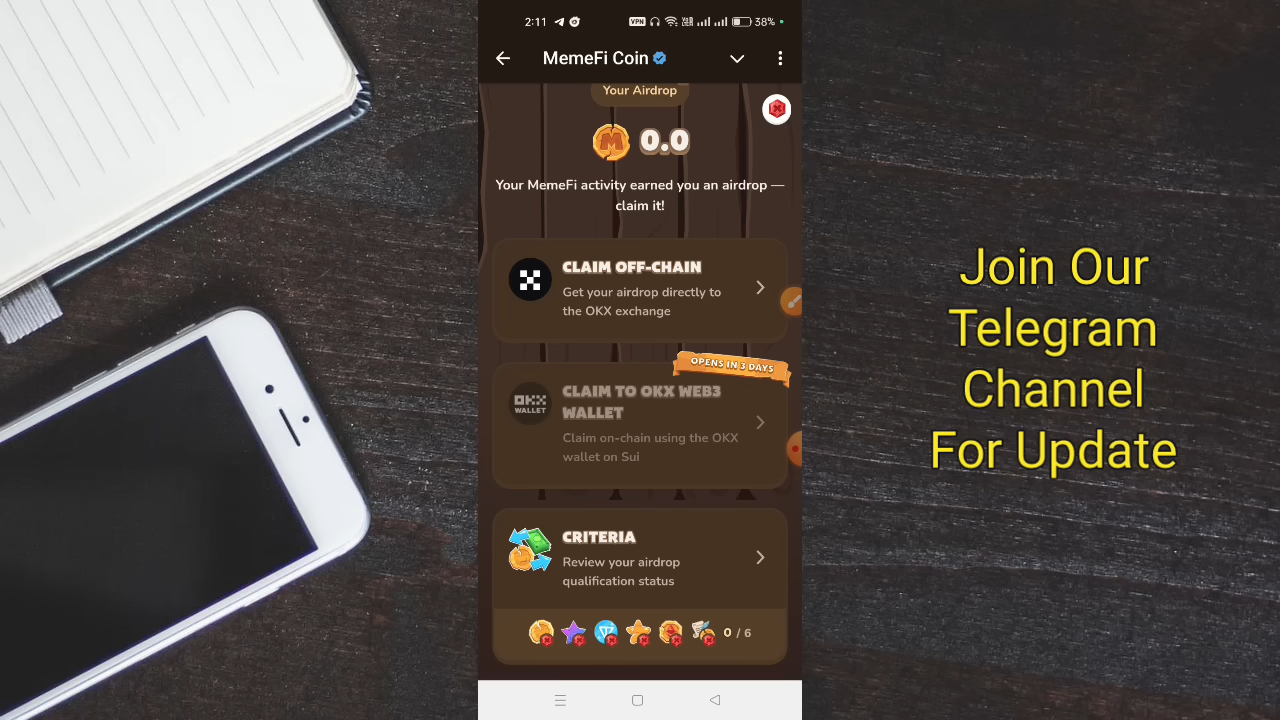 2:11
VPN
38%
MemeFi Coin
Your Airdrop
M 0.0
Your MemeFi activity earned you an airdrop —
claim it!
CLAIM OFF-CHAIN
Get your airdrop directly to
the OKX exchange
OPENS IN 3 DAYS
OKX
WALLET
CLAIM TO OKX WEB3
WALLET
Claim on-chain using the OKX
wallet on Sui
CRITERIA
Review your airdrop
qualification status
0 / 6
Join Our
Telegram
Channel
For Update